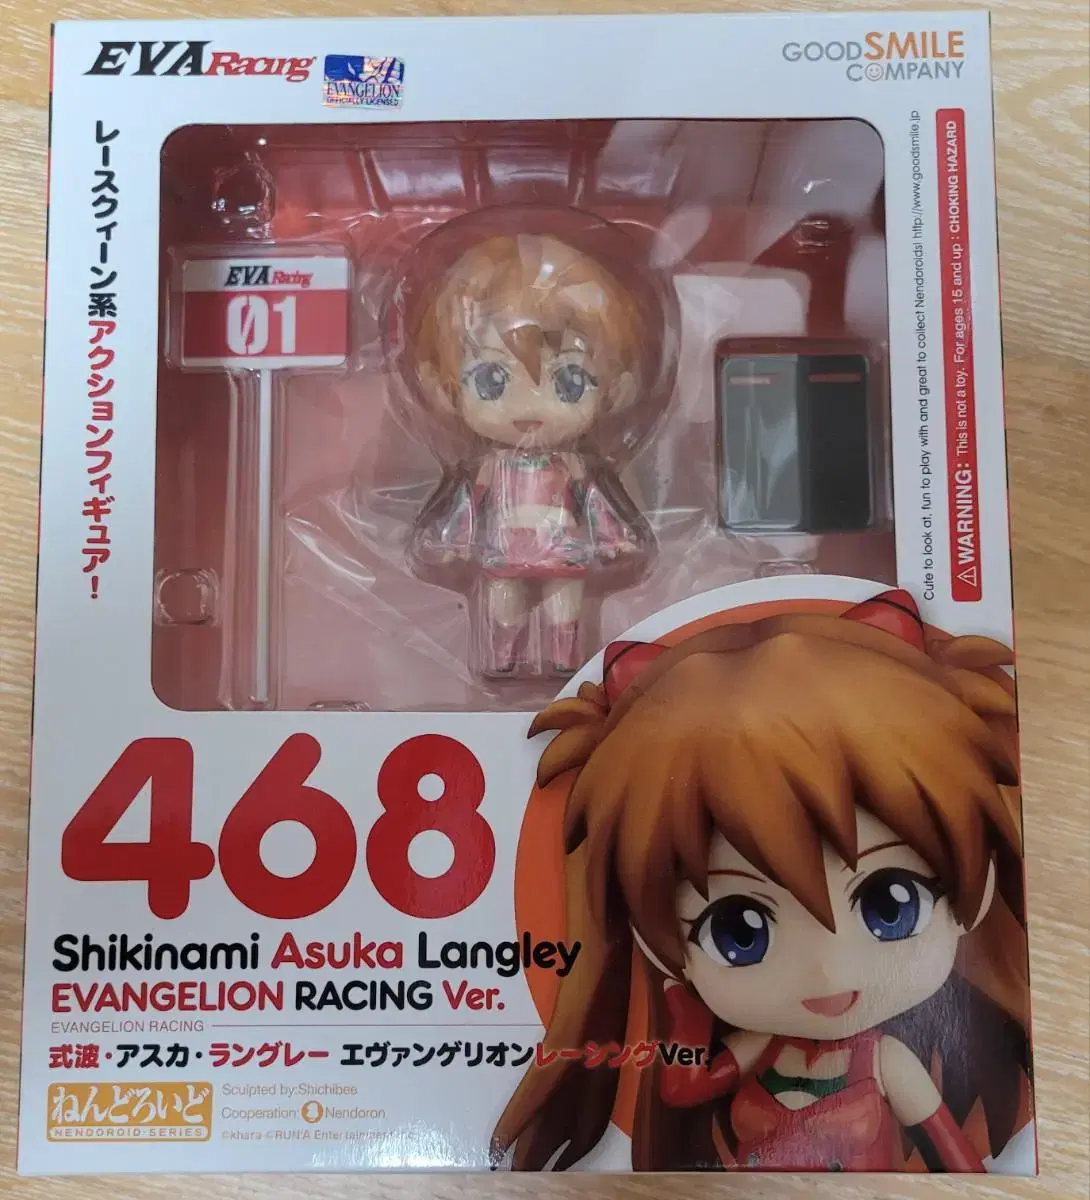 EVA Racing
EVANGELION
OFFICIALLY LICENSED
GOOD SMILE
COMPANY
レースクィーン系アクションフィギュア!
EVA Racing
01
Cute to look at, fun to play with and great to collect Nendoroids! http://www.goodsmile.jp
WARNING: This is not a toy. For ages 15 and up : CHOKING HAZARD
468
Shikinami Asuka Langley
EVANGELION RACING Ver.
EVANGELION RACING
式波・アスカ・ラングレー エヴァンゲリオンレーシングVer.
ねんどろいど
NENDOROID SERIES
Sculpted by:Shichibee
Cooperation: Nendoron
©khara ©RUN'A Entertainment,Inc